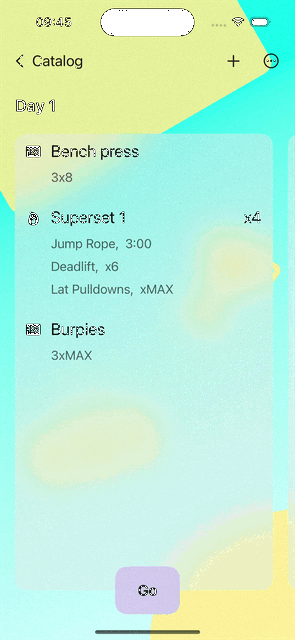 09:45
Catalog
Day 1
Bench press
3x8
Superset 1 x4
Jump Rope, 3:00
Deadlift, x6
Lat Pulldowns, xMAX
Burpies
3xMAX
Go